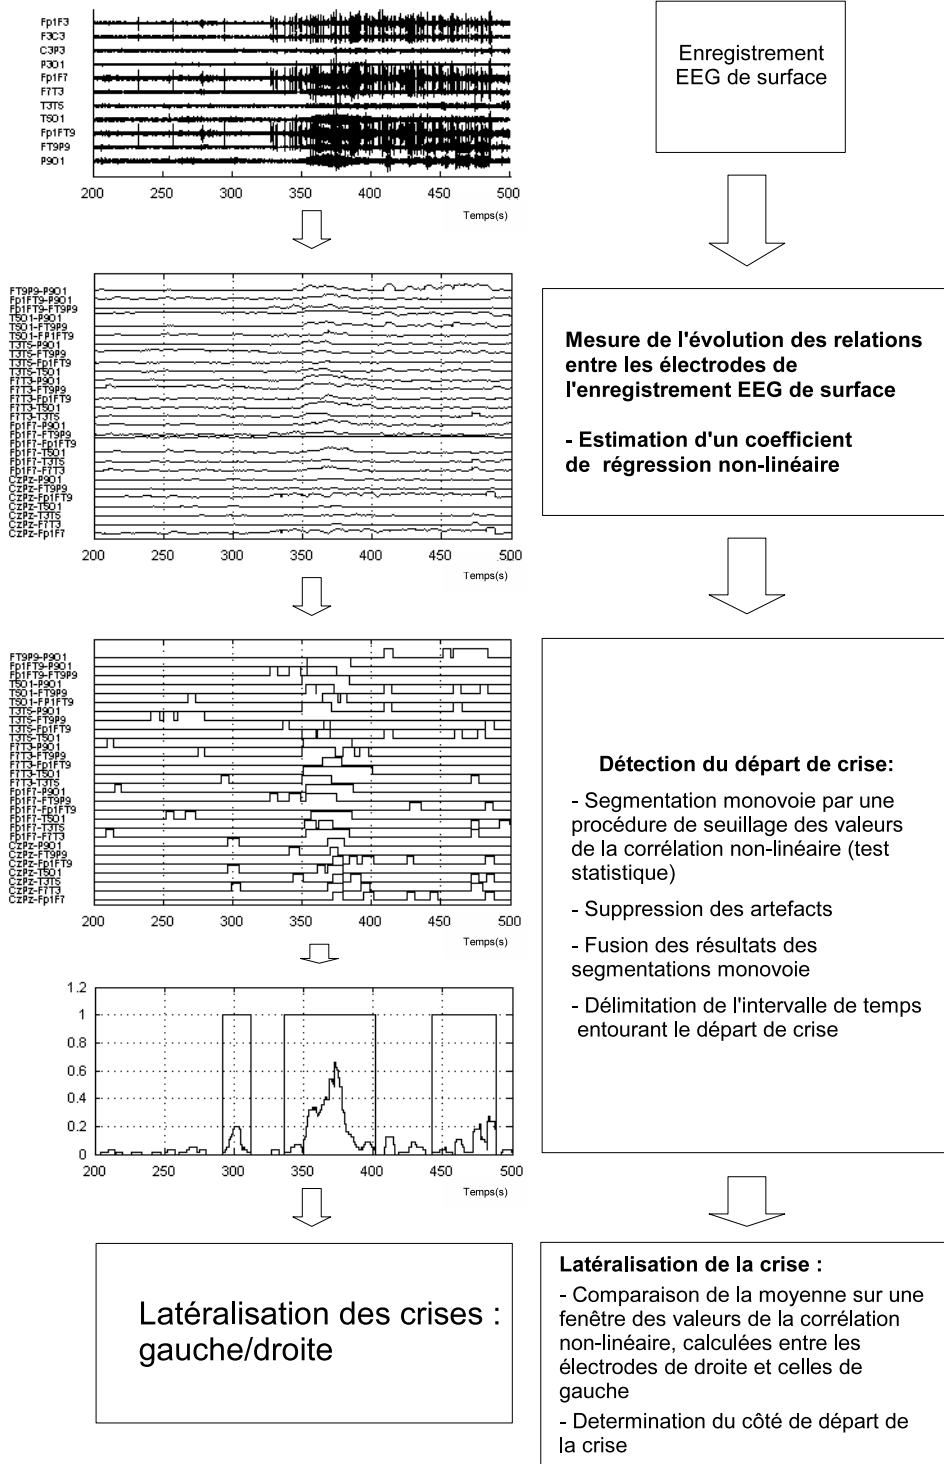 Fp1F3
F3C3
C3P3
P3O1
Fp1F7
F7T3
T3T5
T5O1
Fp1FT9
FT9P9
P9O1
200 250 300 350 400 450 500
Temps(s)
Enregistrement
EEG de surface
FT9P9-P9O1
Fp1FT9-P9O1
Fp1FT9-FT9P9
T5O1-P9O1
T5O1-FT9P9
T5O1-FP1FT9
T3T5-P9O1
T3T5-FT9P9
T3T5-Fp1FT9
T3T5-T5O1
F7T3-P9O1
F7T3-FT9P9
F7T3-Fp1FT9
F7T3-T5O1
F7T3-T3T5
Fp1F7-P9O1
Fp1F7-FT9P9
Fp1F7-Fp1FT9
Fp1F7-T5O1
Fp1F7-T3T5
Fp1F7-F7T3
CzPz-P9O1
CzPz-FT9P9
CzPz-Fp1FT9
CzPz-T5O1
CzPz-T3T5
CzPz-F7T3
CzPz-Fp1F7
200 250 300 350 400 450 500
Temps(s)
Mesure de l'évolution des relations
entre les électrodes de
l'enregistrement EEG de surface
- Estimation d'un coefficient
de régression non-linéaire
FT9P9-P9O1
Fp1FT9-P9O1
Fp1FT9-FT9P9
T5O1-P9O1
T5O1-FT9P9
T5O1-FP1FT9
T3T5-P9O1
T3T5-FT9P9
T3T5-Fp1FT9
T3T5-T5O1
F7T3-P9O1
F7T3-FT9P9
F7T3-Fp1FT9
F7T3-T5O1
F7T3-T3T5
Fp1F7-P9O1
Fp1F7-FT9P9
Fp1F7-Fp1FT9
Fp1F7-T5O1
Fp1F7-T3T5
Fp1F7-F7T3
CzPz-P9O1
CzPz-FT9P9
CzPz-Fp1FT9
CzPz-T5O1
CzPz-T3T5
CzPz-F7T3
CzPz-Fp1F7
200 250 300 350 400 450 500
Temps(s)
1.2
1
0.8
0.6
0.4
0.2
0
200 250 300 350 400 450 500
Temps(s)
Détection du départ de crise:
- Segmentation monovoie par une
procédure de seuillage des valeurs
de la corrélation non-linéaire (test
statistique)
- Suppression des artefacts
- Fusion des résultats des
segmentations monovoie
- Délimitation de l'intervalle de temps
entourant le départ de crise
Latéralisation des crises :
gauche/droite
Latéralisation de la crise :
- Comparaison de la moyenne sur une
fenêtre des valeurs de la corrélation
non-linéaire, calculées entre les
électrodes de droite et celles de
gauche
- Determination du côté de départ de
la crise